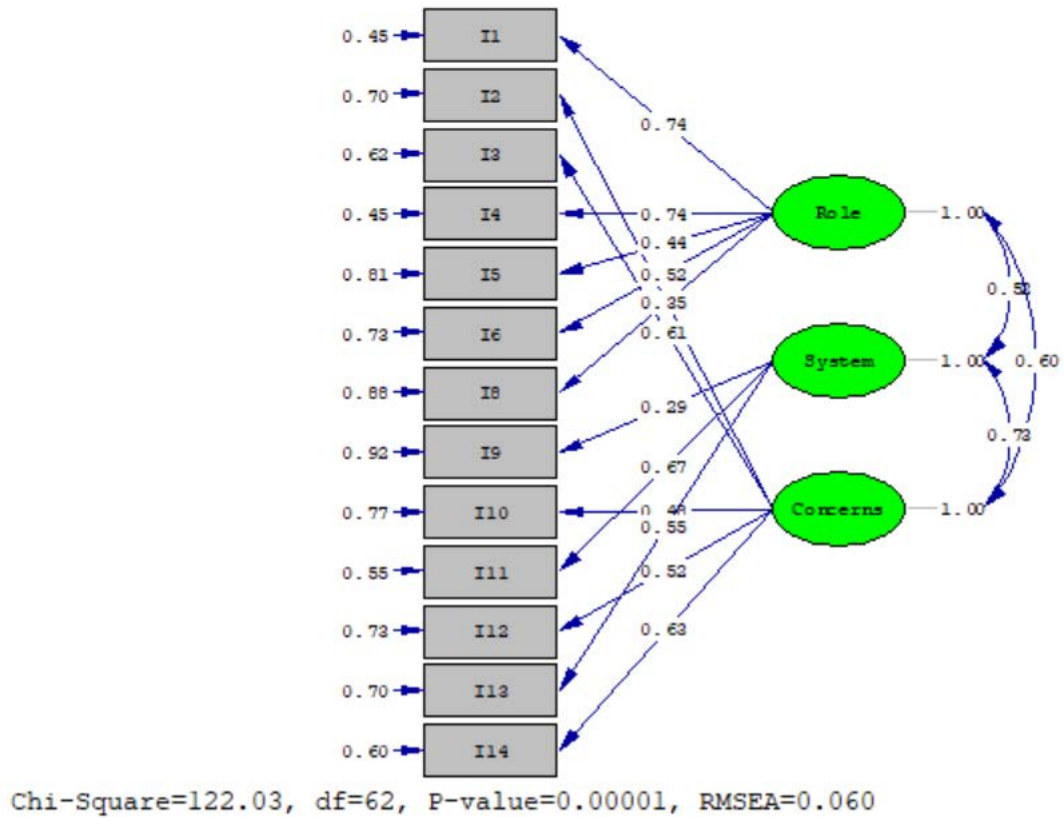 0.45 I1
0.70 I2
0.74
0.62 I3
0.45 I4 0.74 Role 1.00
0.44
0.81 I5 0.52
0.35
0.73 I6 0.61
System 1.00 0.60
0.88 I8
0.29
0.73
0.92 I9
0.67
0.77 I10 Concerns 1.00
0.55
0.55 I11 0.52
0.73 I12 0.63
0.70 I13
0.60 I14
Chi-Square=122.03, df=62, P-value=0.00001, RMSEA=0.060